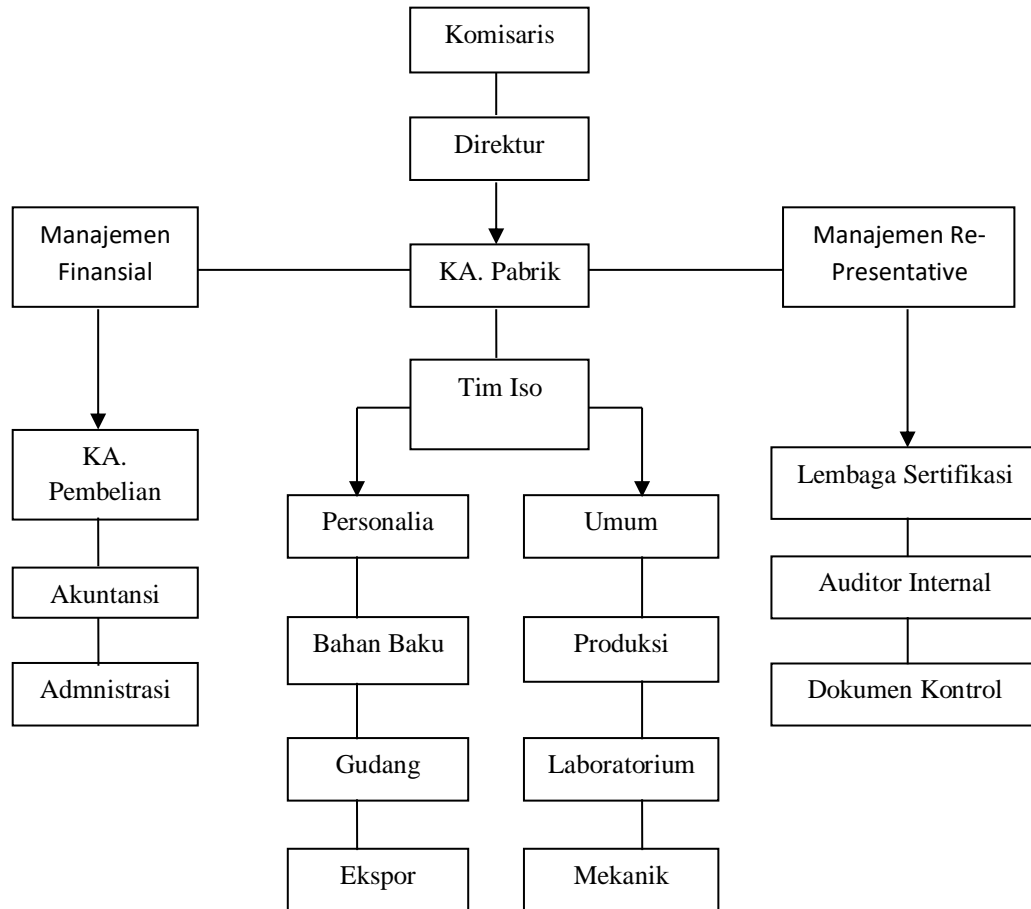 Komisaris
Direktur
Manajemen
Finansial
KA. Pabrik
Manajemen Re-
Presentative
Tim Iso
KA.
Pembelian
Lembaga Sertifikasi
Personalia
Umum
Akuntansi
Auditor Internal
Bahan Baku
Produksi
Admnistrasi
Dokumen Kontrol
Gudang
Laboratorium
Ekspor
Mekanik